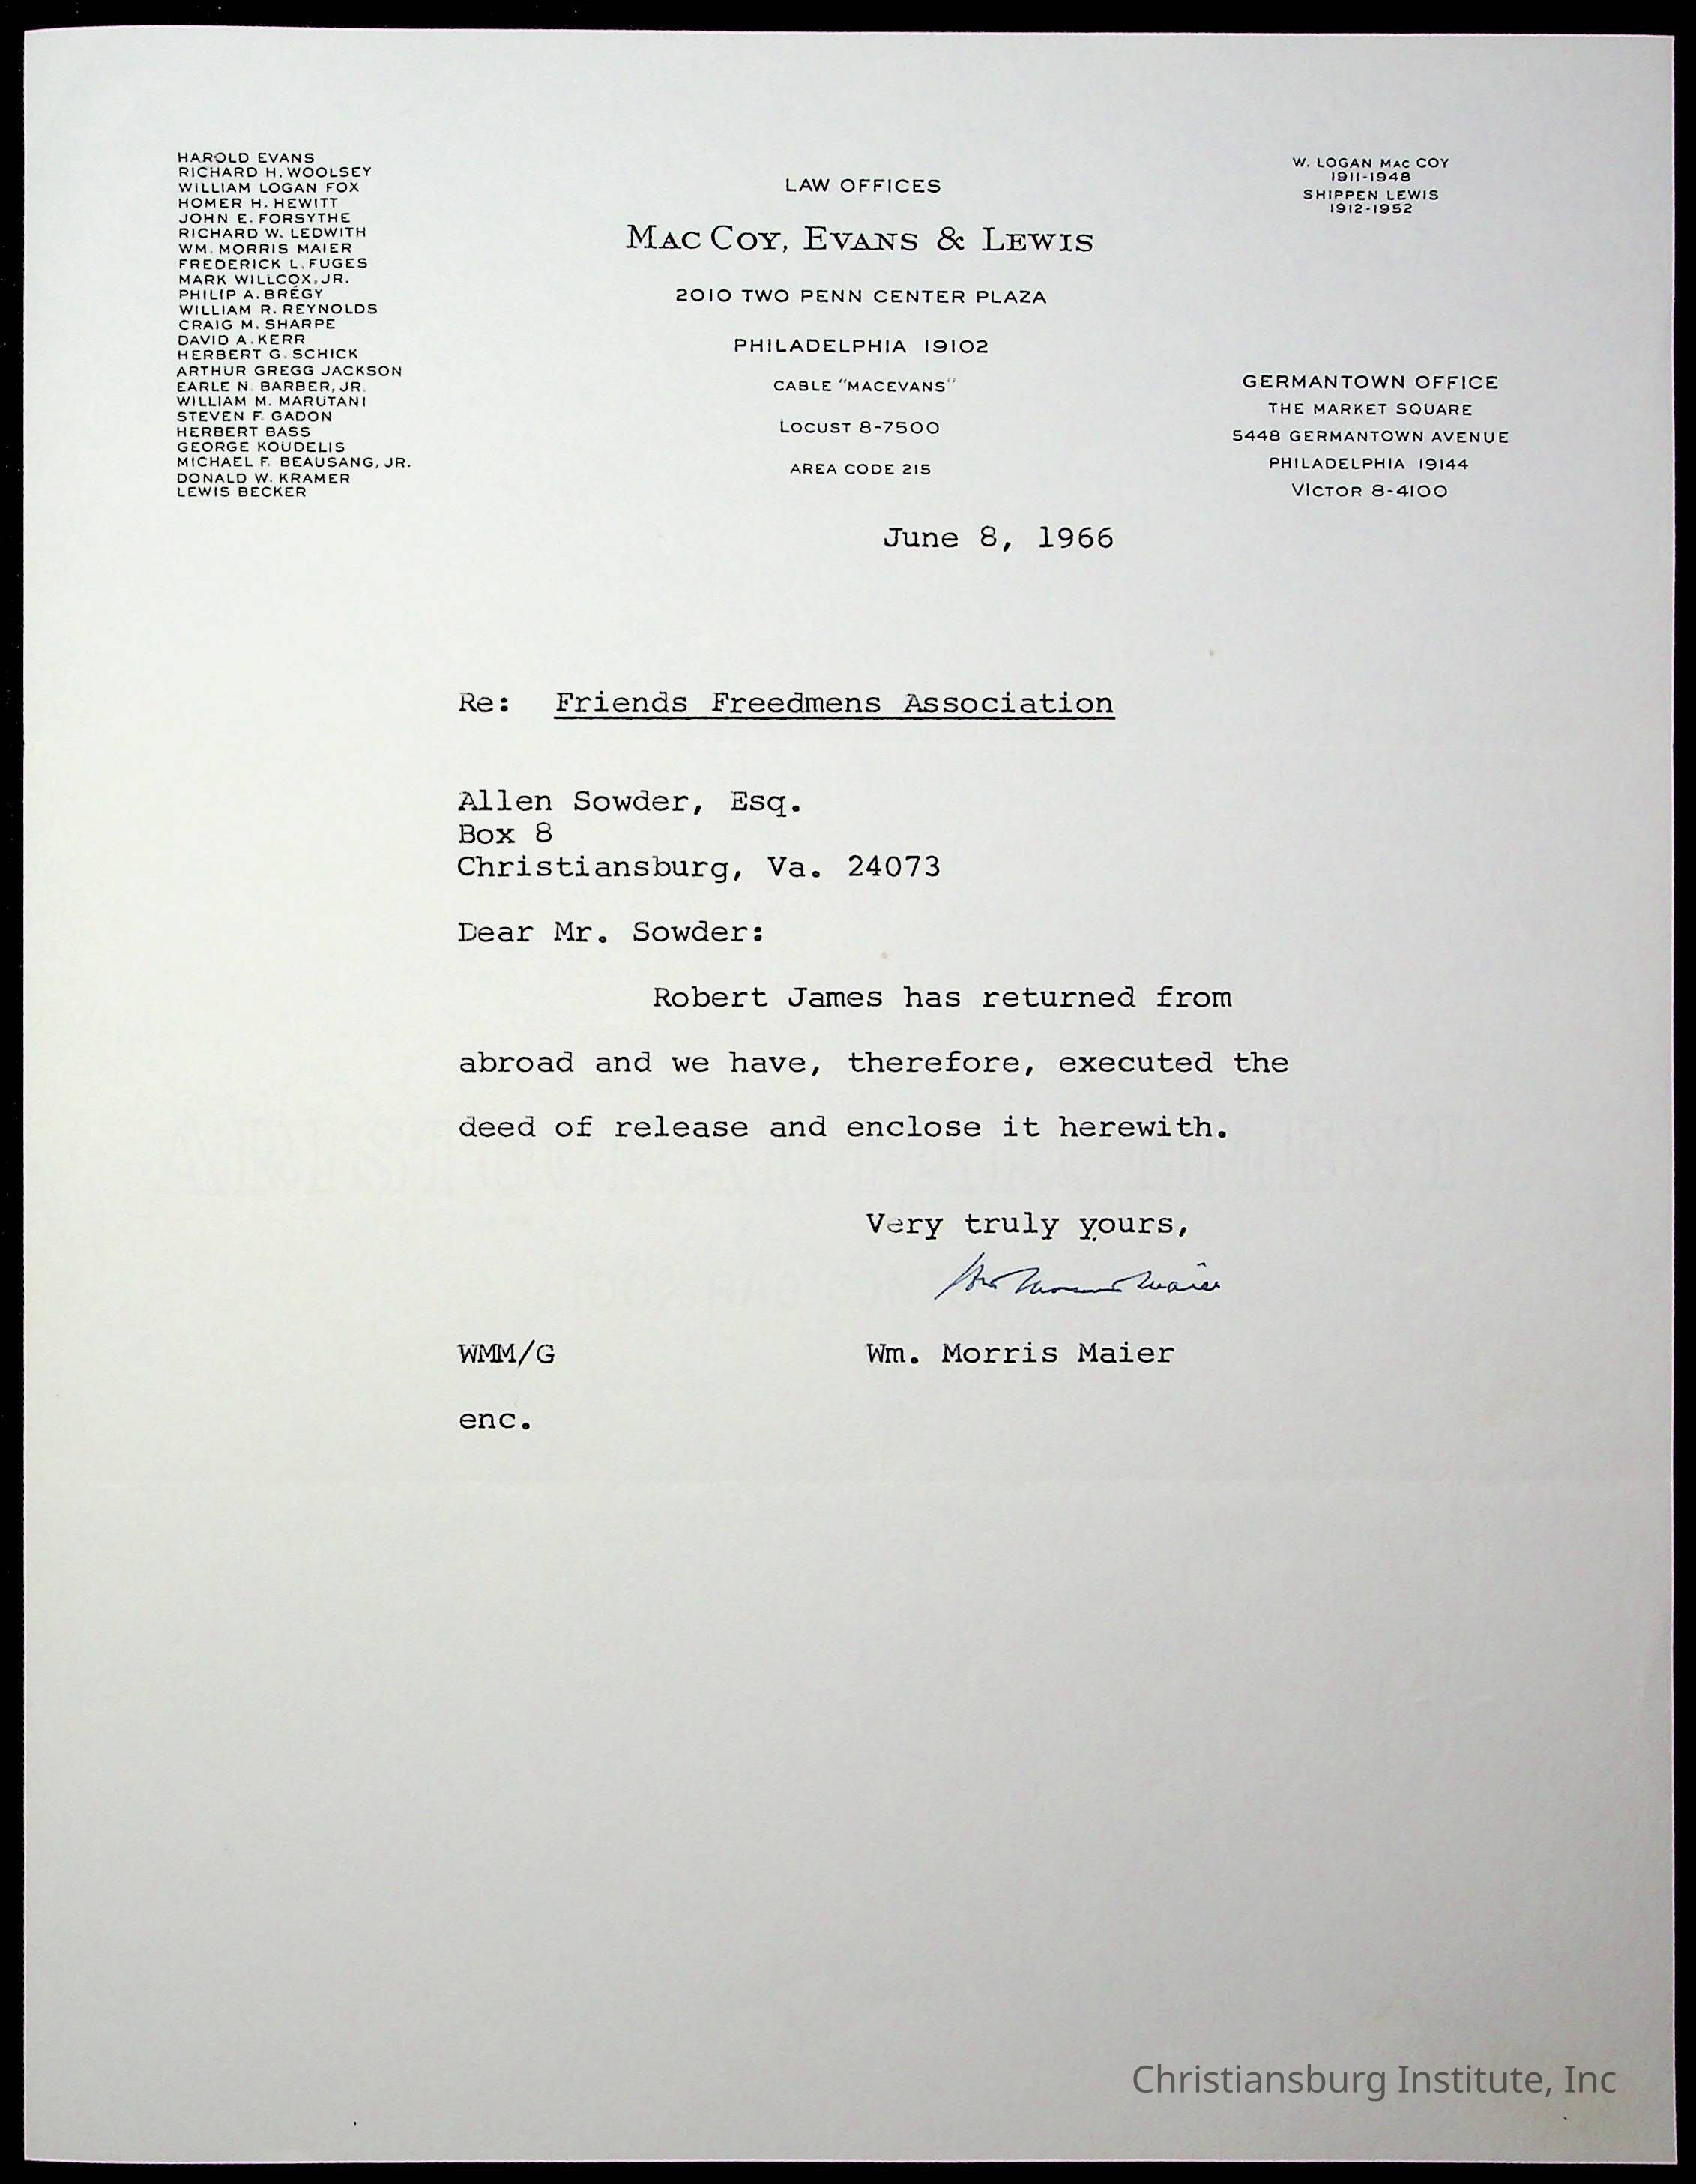 HAROLD EVANS
RICHARD H. WOOLSEY
WILLIAM LOGAN FOX
HOMER H. HEWITT
JOHN E. FORSYTHE
RICHARD W. LEDWITH
WM. MORRIS MAIER
FREDERICK L. FUGES
MARK WILLCOX, JR.
PHILIP A. BRÉGY
WILLIAM R. REYNOLDS
CRAIG M. SHARPE
DAVID A. KERR
HERBERT G. SCHICK
ARTHUR GREGG JACKSON
EARLE N. BARBER, JR.
WILLIAM M. MARUTANI
STEVEN F. GADON
HERBERT BASS
GEORGE KOUDELIS
MICHAEL F. BEAUSANG, JR.
DONALD W. KRAMER
LEWIS BECKER
LAW OFFICES
MAC COY, EVANS & LEWIS
2010 TWO PENN CENTER PLAZA
PHILADELPHIA 19102
CABLE "MACEVANS"
LOCUST 8-7500
AREA CODE 215
W. LOGAN MAC COY
1911-1948
SHIPPEN LEWIS
1912-1952
GERMANTOWN OFFICE
THE MARKET SQUARE
5448 GERMANTOWN AVENUE
PHILADELPHIA 19144
VICTOR 8-4100
June 8, 1966
Re: Friends Freedmens Association
Allen Sowder, Esq.
Box 8
Christiansburg, Va. 24073
Dear Mr. Sowder:
Robert James has returned from
abroad and we have, therefore, executed the
deed of release and enclose it herewith.
Very truly yours,
Wm Morris Maier
WMM/G Wm. Morris Maier
enc.
Christiansburg Institute, Inc